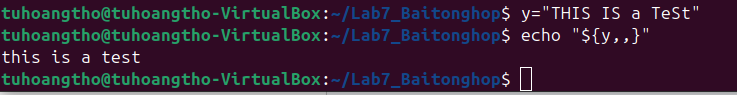 tuhoangtho@tuhoangtho-VirtualBox:~/Lab7_Baitonghop$ y="THIS IS a TeSt"
tuhoangtho@tuhoangtho-VirtualBox:~/Lab7_Baitonghop$ echo "${y,,}"
this is a test
tuhoangtho@tuhoangtho-VirtualBox:~/Lab7_Baitonghop$